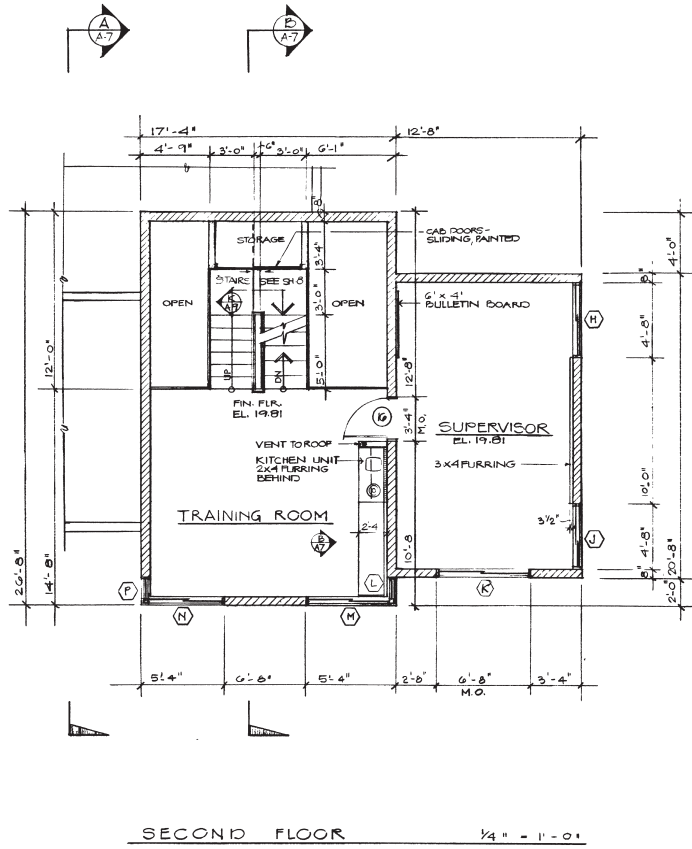 A
A-7
B
A-7
17'-4"
12'-8"
4'-9"
3'-0"
6"
3'-0"
6'-1"
8"
STORAGE
CAB DOORS-
SLIDING, PAINTED
4'-0"
STAIRS SEE SH 8
3'-4"
8"
OPEN
K
A-9
OPEN
3'-0"
6' x 4'
BULLETIN BOARD
H
4'-8"
12'-0"
UP
DN
5'-0"
12'-8"
FIN. FLR.
EL. 19.81
16
3'-4"
M.O.
SUPERVISOR
EL. 19.81
VENT TO ROOF
KITCHEN UNIT
2x4 FURRING
BEHIND
3x4 FURRING
10'-0"
TRAINING ROOM
2'-4
3 1/2"
J
A7
10'-8
4'-8"
20'-8"
26'-8"
14'-8"
8"
P
L
K
2'-0"
N
M
5'-4"
6'-8"
5'-4"
2'-8"
6'-8"
3'-4"
M.O.
SECOND FLOOR
1/4" = 1'-0"